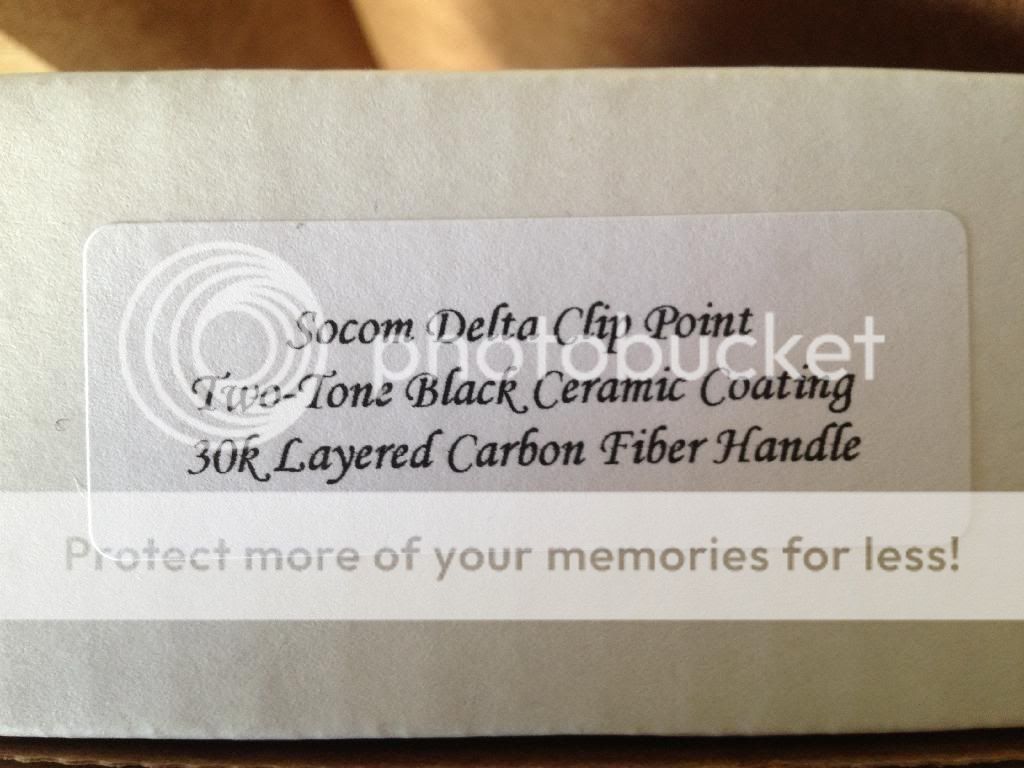 Socom Delta Clip Point
photobucket
Two-Tone Black Ceramic Coating
30k Layered Carbon Fiber Handle
Protect more of your memories for less!